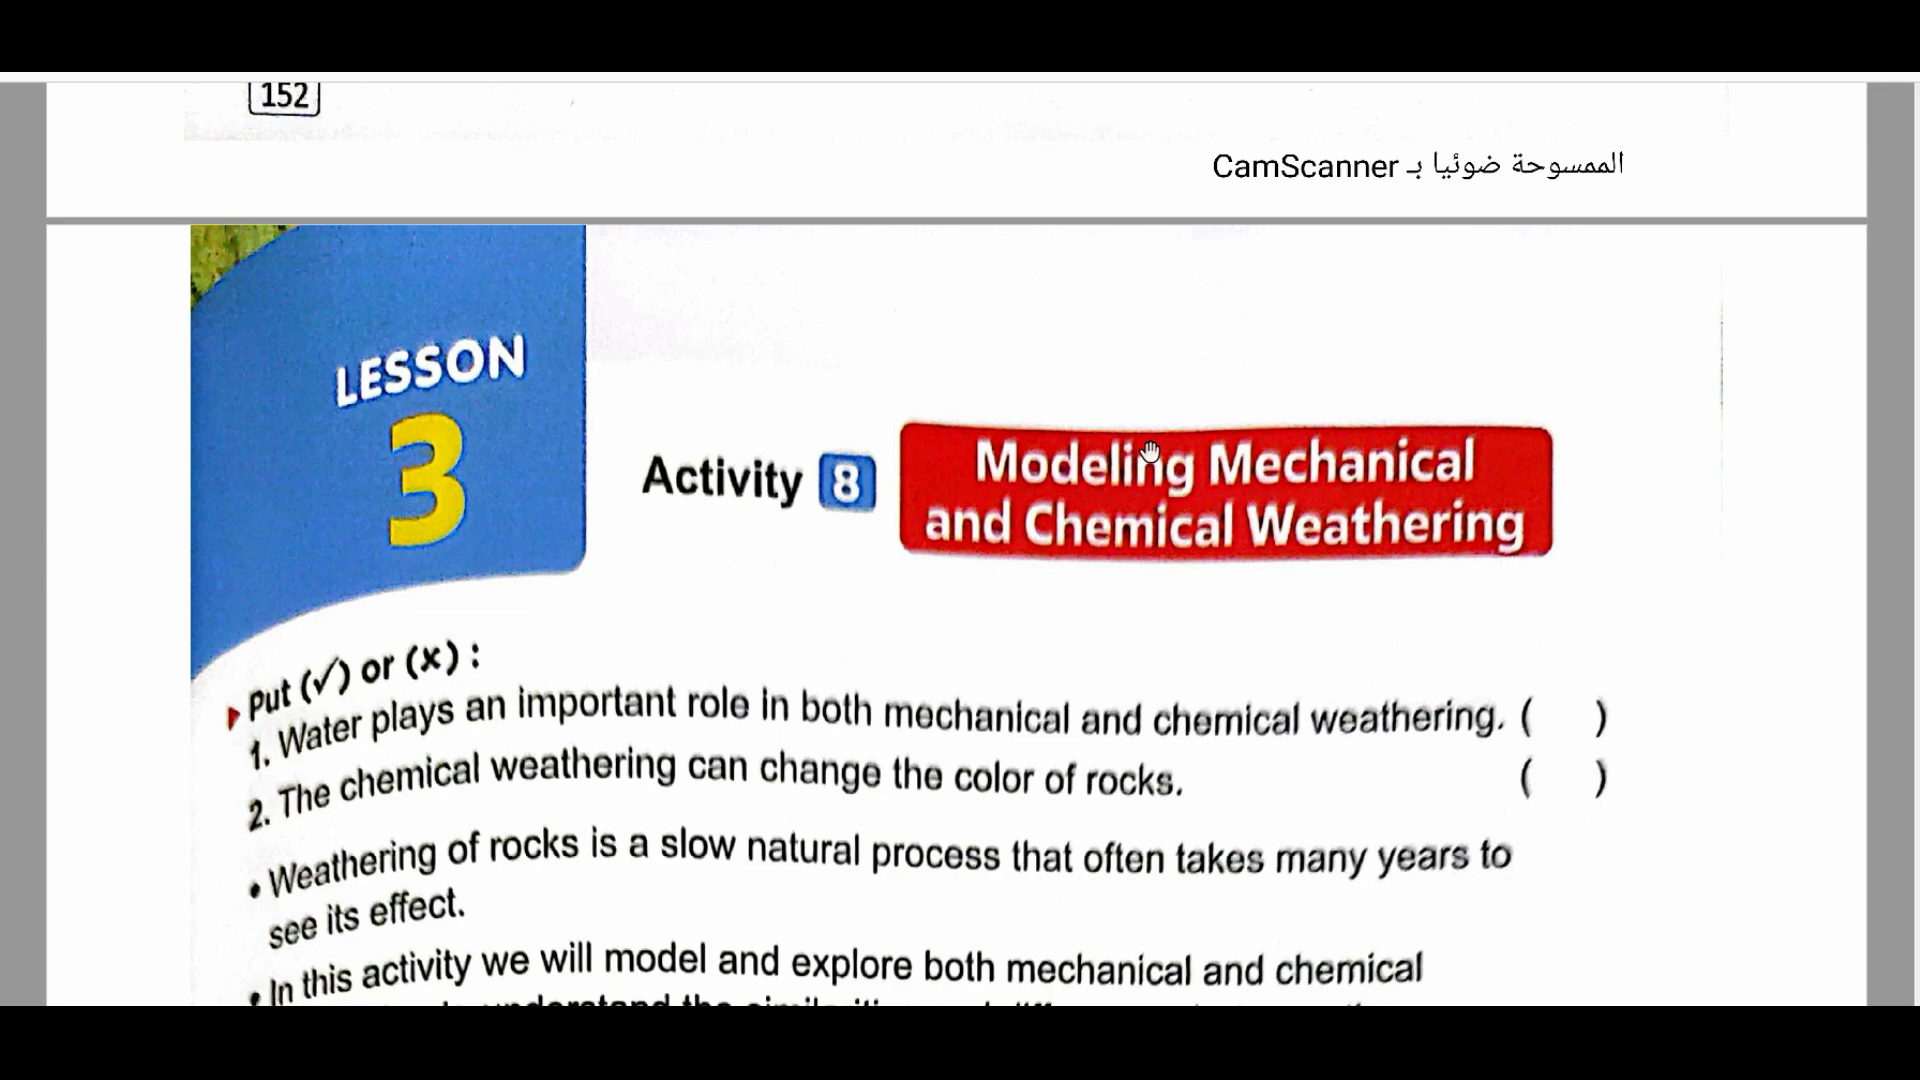 152
الممسوحة ضوئيا بـ CamScanner
LESSON
3
Activity 8
Modeling Mechanical
and Chemical Weathering
Put (✓) or (x) :
1. Water plays an important role in both mechanical and chemical weathering. ( )
2. The chemical weathering can change the color of rocks. ( )
• Weathering of rocks is a slow natural process that often takes many years to
see its effect.
• In this activity we will model and explore both mechanical and chemical
understand the